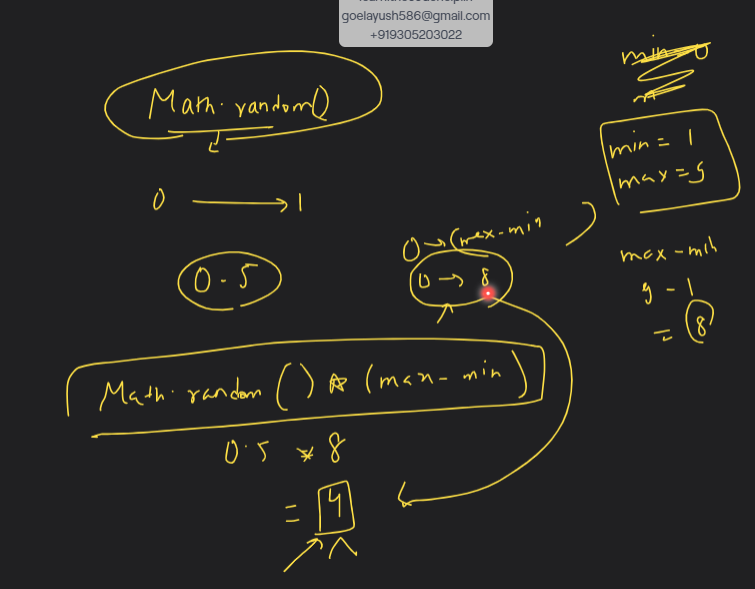 goelayush586@gmail.com
+919305203022
Math.random()
0 → 1
0.5
min = 1
max = 9
0 → (max-min
0 → 8
max - min
9 - 1
= 8
Math.random() * (max - min)
0.5 * 8
= 4